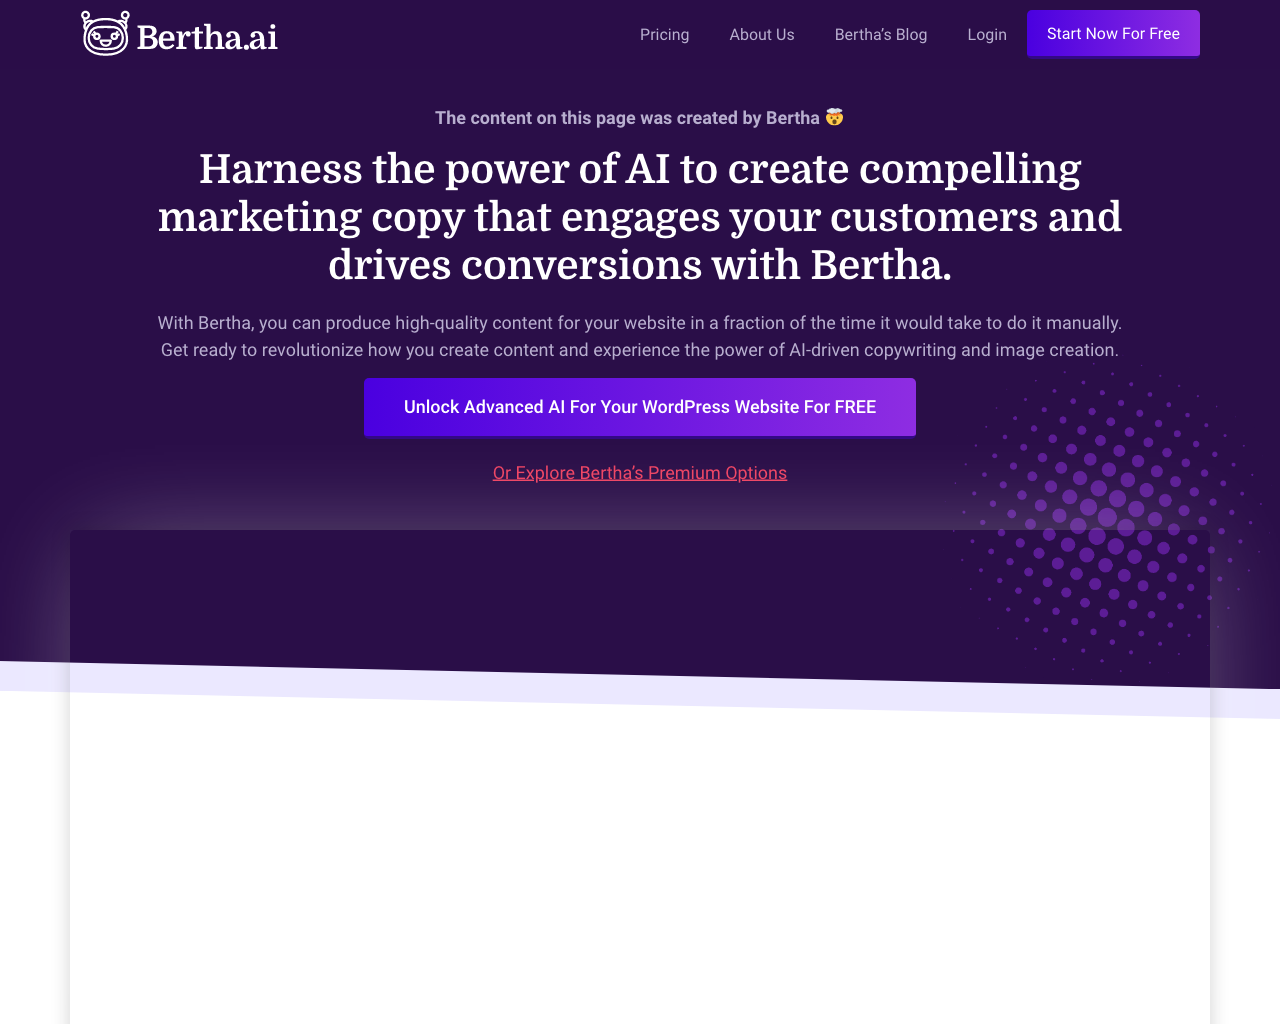 Bertha.ai
Pricing
About Us
Bertha’s Blog
Login
Start Now For Free
The content on this page was created by Bertha 🤯
Harness the power of AI to create compelling
marketing copy that engages your customers and
drives conversions with Bertha.
With Bertha, you can produce high-quality content for your website in a fraction of the time it would take to do it manually.
Get ready to revolutionize how you create content and experience the power of AI-driven copywriting and image creation.
Unlock Advanced AI For Your WordPress Website For FREE
Or Explore Bertha’s Premium Options